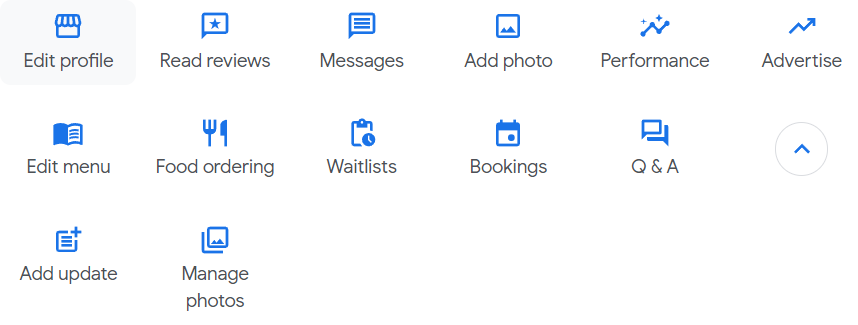 Edit profile
Read reviews
Messages
Add photo
Performance
Advertise
Edit menu
Food ordering
Waitlists
Bookings
Q & A
Add update
Manage
photos